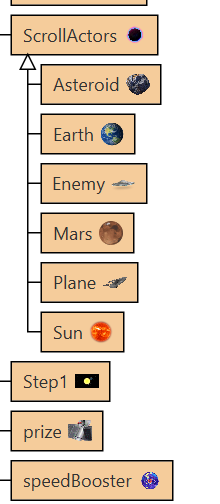 ScrollActors
Asteroid
Earth
Enemy
Mars
Plane
Sun
Step1
prize
speedBooster